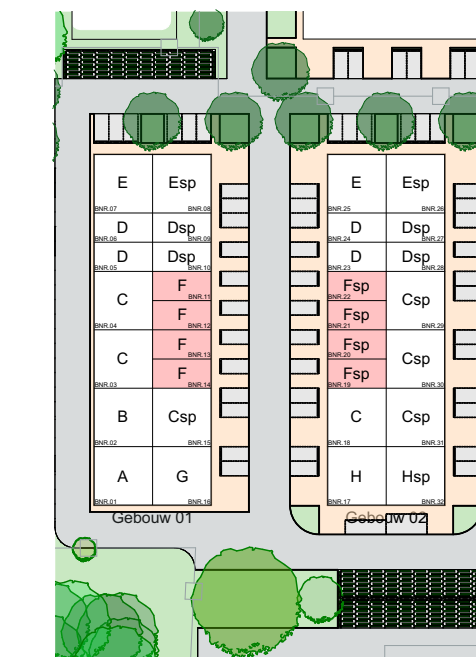 E Esp E Esp
BNR.07 BNR.08 BNR.25 BNR.26
D Dsp D Dsp
BNR.06 BNR.09 BNR.24 BNR.27
D Dsp D Dsp
BNR.05 BNR.10 BNR.23 BNR.28
F Fsp
BNR.11 BNR.22
C Csp
F Fsp
BNR.04 BNR.12 BNR.21 BNR.29
F Fsp
BNR.13 BNR.20
C Csp
F Fsp
BNR.03 BNR.14 BNR.19 BNR.30
B Csp C Csp
BNR.02 BNR.15 BNR.18 BNR.31
A G H Hsp
BNR.01 BNR.16 BNR.17 BNR.32
Gebouw 01 Gebouw 02